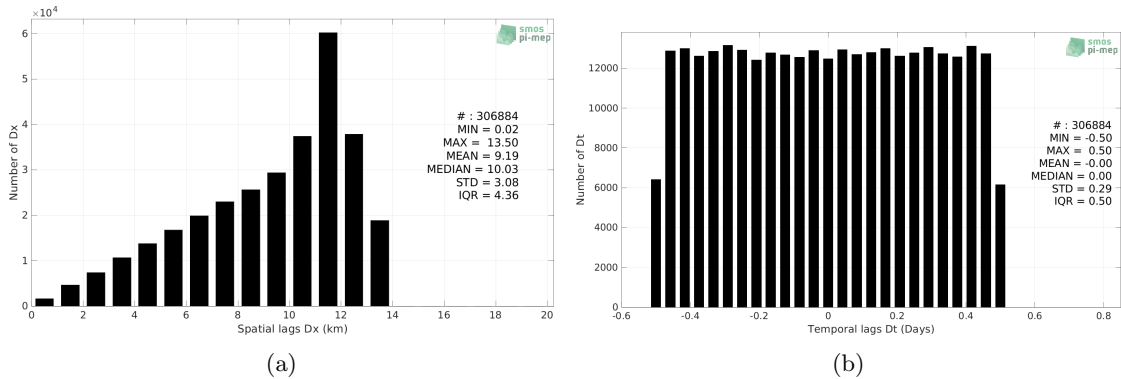 ×10⁴
6
5
4
3
2
1
0
Number of Dx
0 2 4 6 8 10 12 14 16 18 20
Spatial lags Dx (km)
smos
pi-mep
# : 306884
MIN = 0.02
MAX = 13.50
MEAN = 9.19
MEDIAN = 10.03
STD = 3.08
IQR = 4.36
(a)
12000
10000
8000
6000
4000
2000
0
Number of Dt
-0.6 -0.4 -0.2 0 0.2 0.4 0.6 0.8
Temporal lags Dt (Days)
smos
pi-mep
# : 306884
MIN = -0.50
MAX = 0.50
MEAN = -0.00
MEDIAN = 0.00
STD = 0.29
IQR = 0.50
(b)